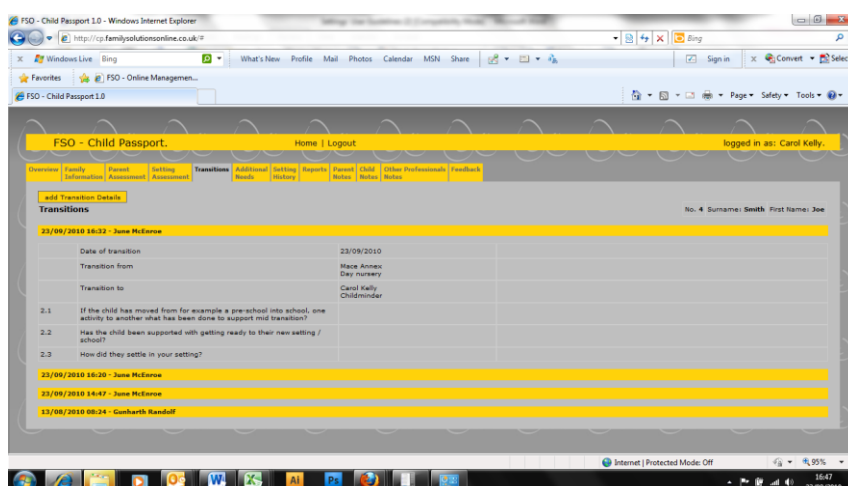 FSO - Child Passport 1.0 - Windows Internet Explorer
http://cp.familysolutionsonline.co.uk/#
Bing
x Windows Live Bing What's New Profile Mail Photos Calendar MSN Share Sign in x Convert Selec
Favorites FSO - Online Managemen...
FSO - Child Passport 1.0 Page Safety Tools
FSO - Child Passport. Home | Logout logged in as: Carol Kelly.
Overview Family Information Parent Assessment Setting Assessment Transitions Additional Needs Setting History Reports Parent Notes Child Notes Other Professionals Notes Feedback
add Transition Details
Transitions No. 4 Surname: Smith First Name: Joe
23/09/2010 16:32 - June McEnroe
Date of transition 23/09/2010
Transition from Mace Annex
Day nursery
Transition to Carol Kelly
Childminder
2.1 If the child has moved from for example a pre-school into school, one
activity to another what has been done to support mid transition?
2.2 Has the child been supported with getting ready to their new setting /
school?
2.3 How did they settle in your setting?
23/09/2010 16:20 - June McEnroe
23/09/2010 14:47 - June McEnroe
13/08/2010 08:24 - Gunharth Randolf
Internet | Protected Mode: Off 95%
16:47